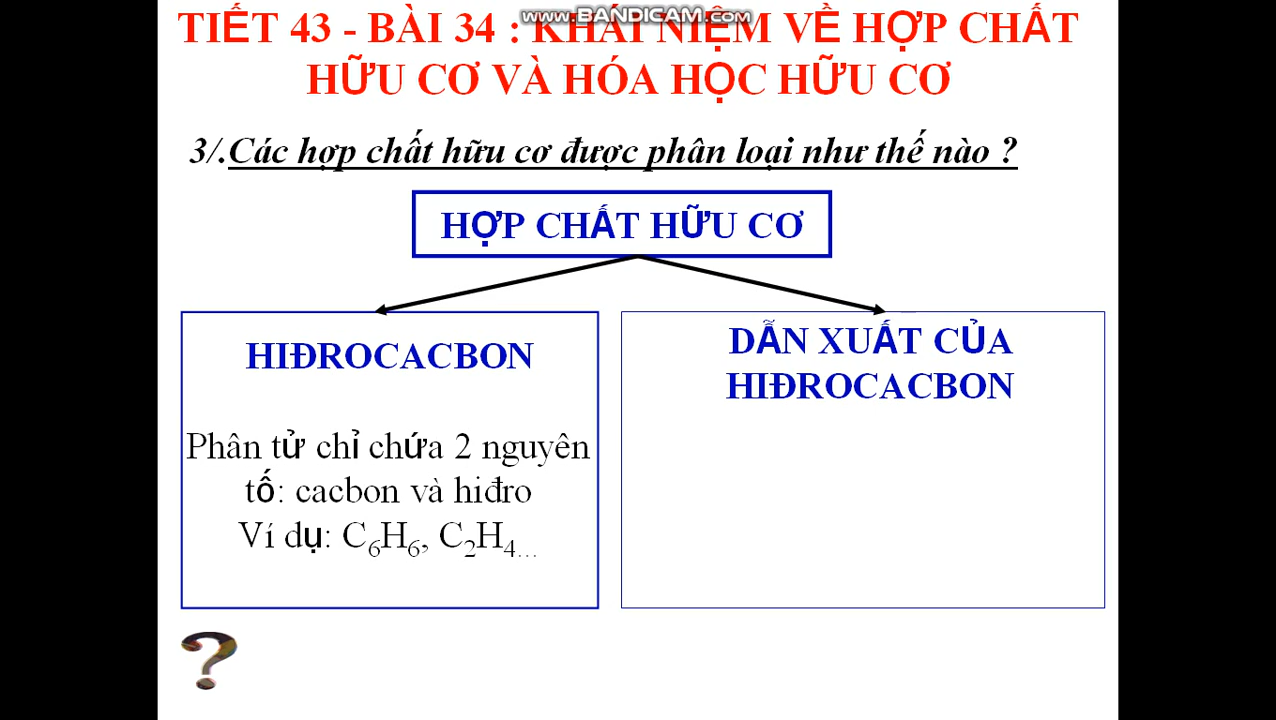 www.BANDICAM.com
TIẾT 43 - BÀI 34 : KHÁI NIỆM VỀ HỢP CHẤT
HỮU CƠ VÀ HÓA HỌC HỮU CƠ
3/.Các hợp chất hữu cơ được phân loại như thế nào ?
HỢP CHẤT HỮU CƠ
HIĐROCACBON
Phân tử chỉ chứa 2 nguyên
tố: cacbon và hiđro
Ví dụ: C₆H₆, C₂H₄...
DẪN XUẤT CỦA
HIĐROCACBON
?